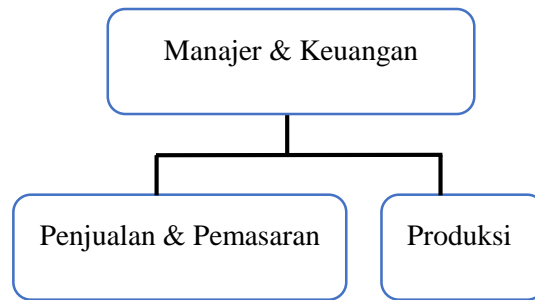 Manajer & Keuangan
Penjualan & Pemasaran
Produksi